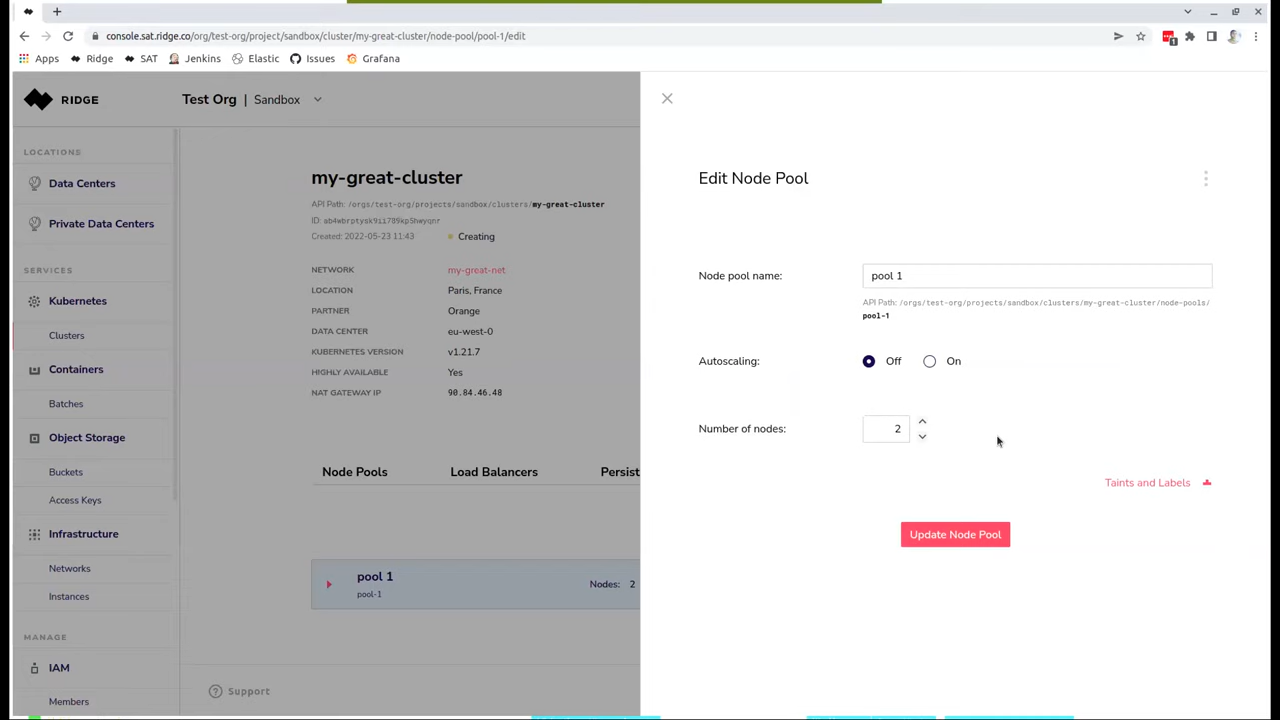 console.sat.ridge.co/org/test-org/project/sandbox/cluster/my-great-cluster/node-pool/pool-1/edit
1
Apps Ridge SAT Jenkins Elastic Issues Grafana
RIDGE
Test Org | Sandbox
LOCATIONS
Data Centers
Private Data Centers
SERVICES
Kubernetes
Clusters
Containers
Batches
Object Storage
Buckets
Access Keys
Infrastructure
Networks
Instances
MANAGE
IAM
Members
my-great-cluster
API Path: /orgs/test-org/projects/sandbox/clusters/my-great-cluster
ID: ab4wbrptysk9ii789kp5hwyqnr
Created: 2022-05-23 11:43 Creating
NETWORK my-great-net
LOCATION Paris, France
PARTNER Orange
DATA CENTER eu-west-0
KUBERNETES VERSION v1.21.7
HIGHLY AVAILABLE Yes
NAT GATEWAY IP 90.84.46.48
Node Pools Load Balancers Persist
pool 1
pool-1
Nodes: 2
Support
Edit Node Pool
Node pool name: pool 1
API Path: /orgs/test-org/projects/sandbox/clusters/my-great-cluster/node-pools/
pool-1
Autoscaling: Off On
Number of nodes: 2
Taints and Labels
Update Node Pool